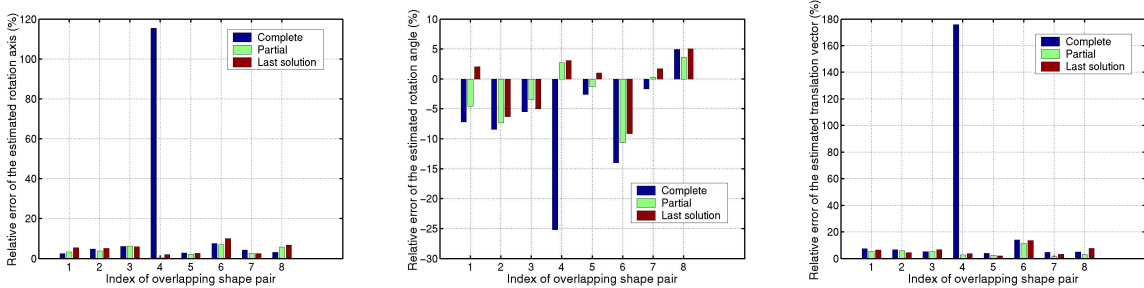 Relative error of the estimated rotation axis (%)
120
100
80
60
40
20
0
1 2 3 4 5 6 7 8
Index of overlapping shape pair
Complete
Partial
Last solution
Relative error of the estimated rotation angle (%)
10
5
0
−5
−10
−15
−20
−25
−30
1 2 3 4 5 6 7 8
Index of overlapping shape pair
Complete
Partial
Last solution
Relative error of the estimated translation vector (%)
180
160
140
120
100
80
60
40
20
0
1 2 3 4 5 6 7 8
Index of overlapping shape pair
Complete
Partial
Last solution